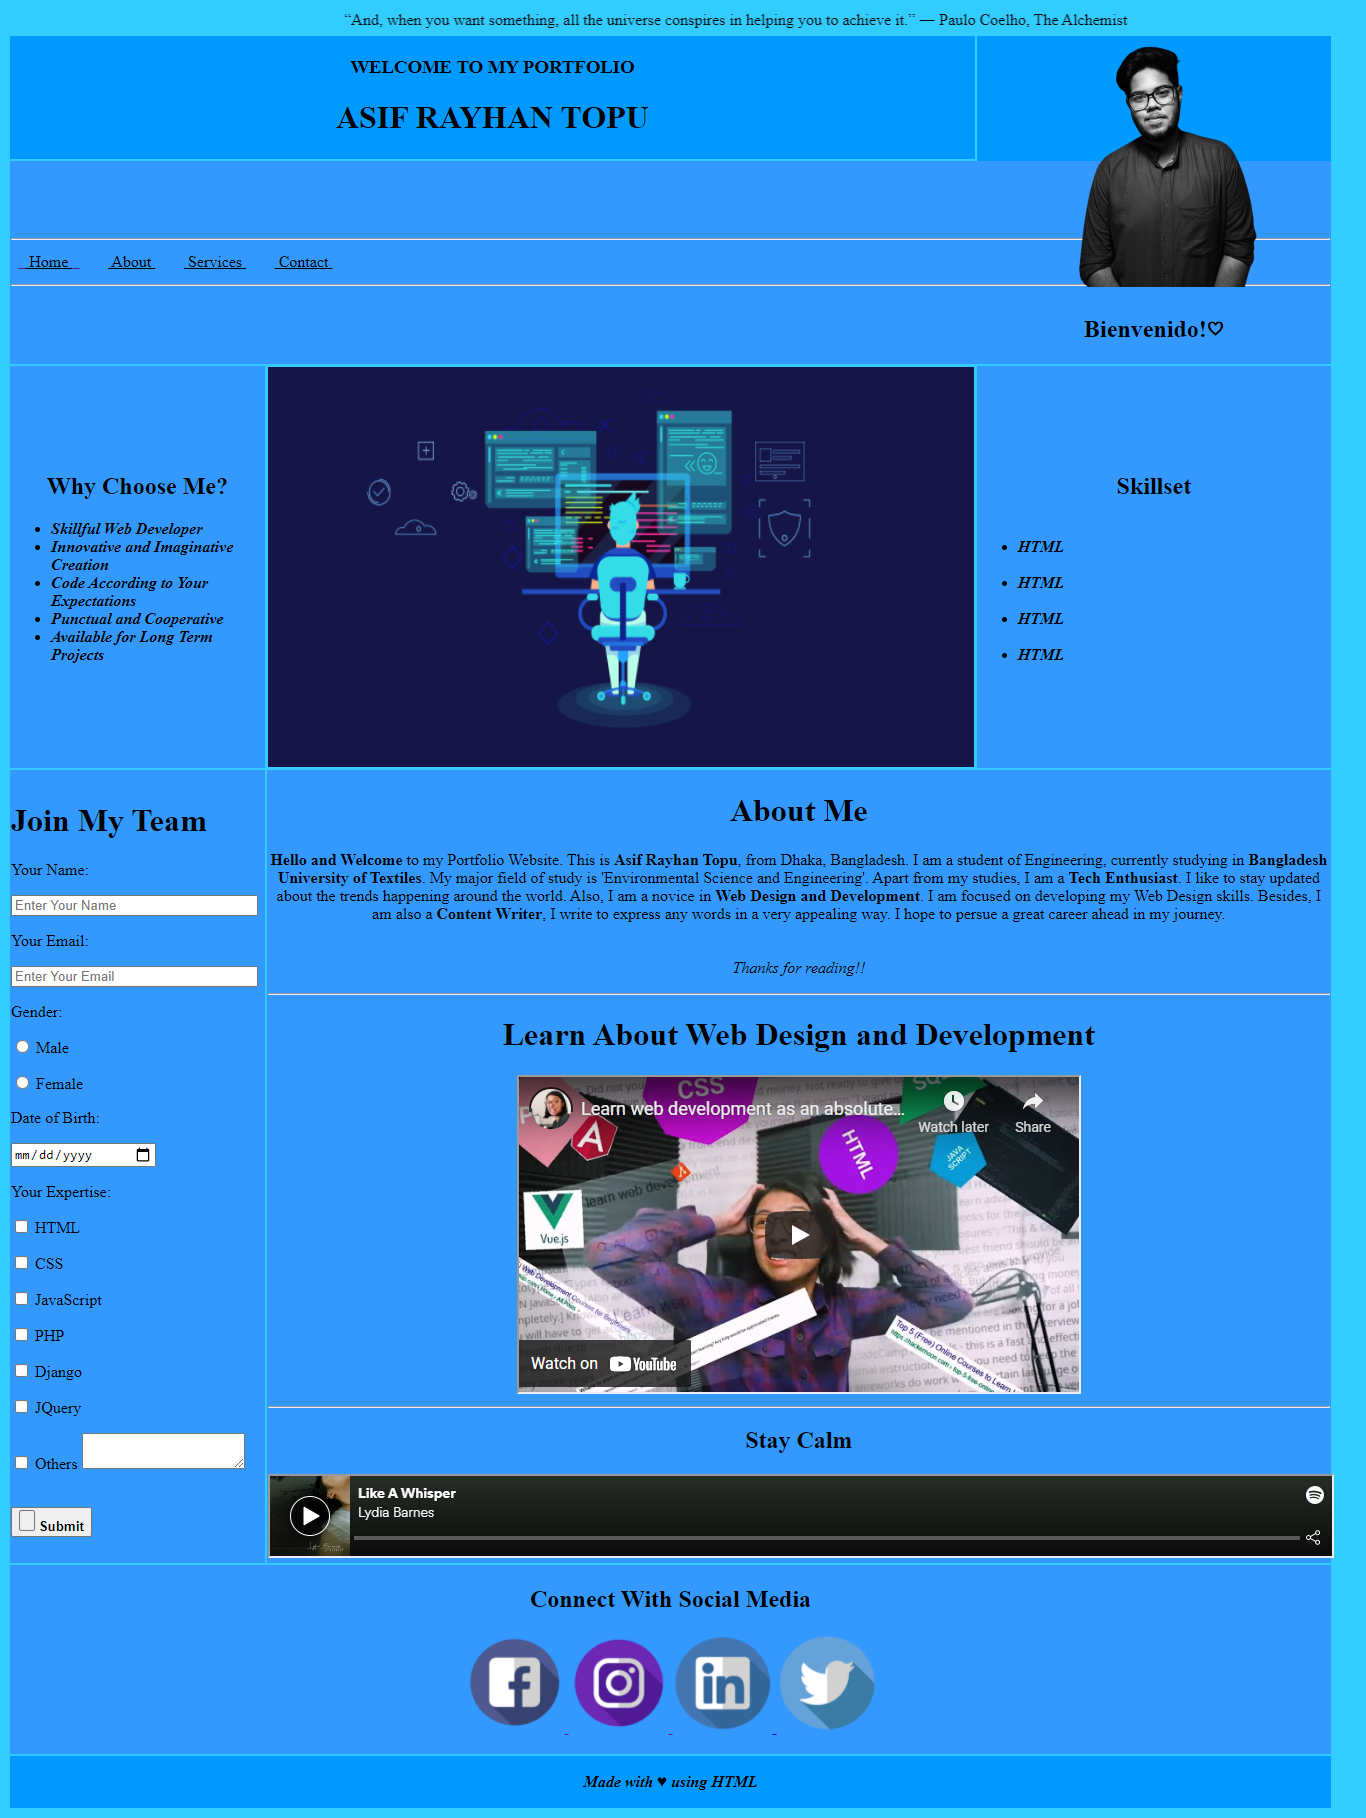 “And, when you want something, all the universe conspires in helping you to achieve it.” — Paulo Coelho, The Alchemist
WELCOME TO MY PORTFOLIO
ASIF RAYHAN TOPU
Home About Services Contact
Bienvenido!♡
Why Choose Me?
• Skillful Web Developer
• Innovative and Imaginative
Creation
• Code According to Your
Expectations
• Punctual and Cooperative
• Available for Long Term
Projects
Skillset
• HTML
• HTML
• HTML
• HTML
Join My Team
Your Name:
Enter Your Name
Your Email:
Enter Your Email
Gender:
Male
Female
Date of Birth:
mm/dd/yyyy
Your Expertise:
HTML
CSS
JavaScript
PHP
Django
JQuery
Others
Submit
About Me
Hello and Welcome to my Portfolio Website. This is Asif Rayhan Topu, from Dhaka, Bangladesh. I am a student of Engineering, currently studying in Bangladesh
University of Textiles. My major field of study is 'Environmental Science and Engineering'. Apart from my studies, I am a Tech Enthusiast. I like to stay updated
about the trends happening around the world. Also, I am a novice in Web Design and Development. I am focused on developing my Web Design skills. Besides, I
am also a Content Writer, I write to express any words in a very appealing way. I hope to persue a great career ahead in my journey.
Thanks for reading!!
Learn About Web Design and Development
Learn web development as an absolute...
Watch later
Share
CSS
HTML
JAVA
SCRIPT
Vue.js
Watch on YouTube
Stay Calm
Like A Whisper
Lydia Barnes
Connect With Social Media
Made with ♥ using HTML